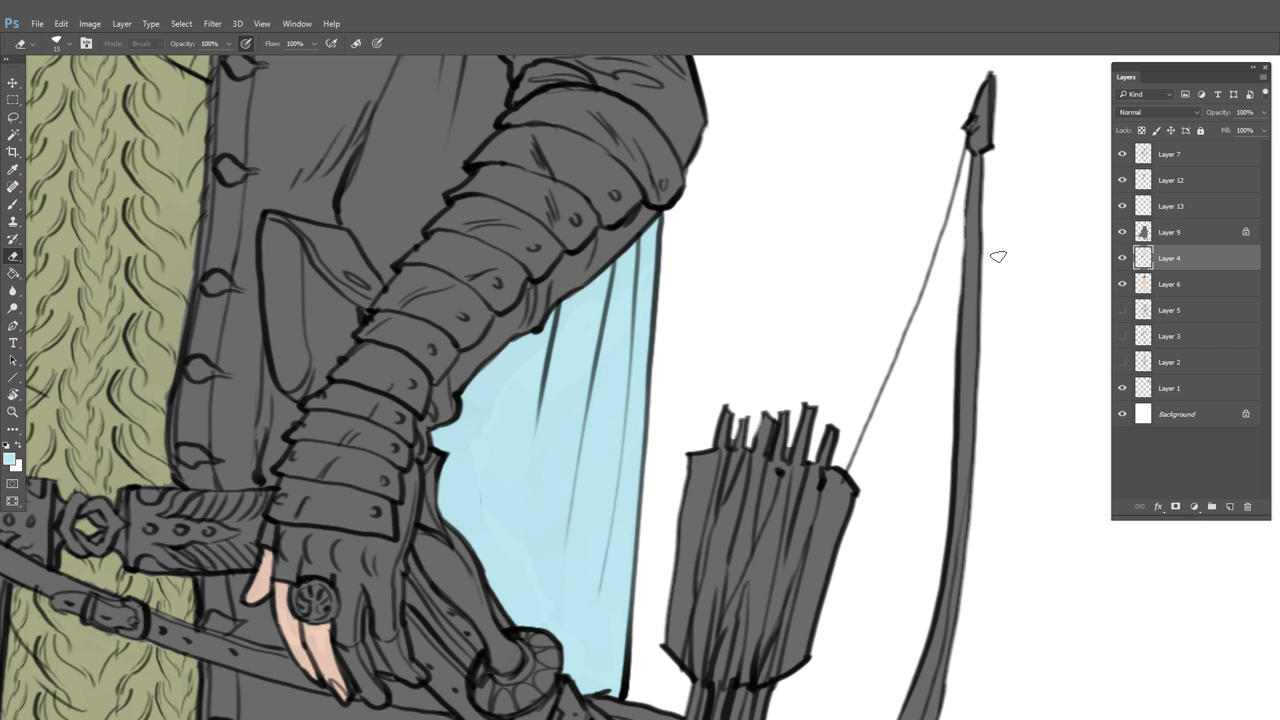 Ps File Edit Image Layer Type Select Filter 3D View Window Help
15 Mode: Brush Opacity: 100% Flow: 100%
Layers
Kind
Normal Opacity: 100%
Lock: Fill: 100%
Layer 7
Layer 12
Layer 13
Layer 9
Layer 4
Layer 6
Layer 5
Layer 3
Layer 2
Layer 1
Background
fx